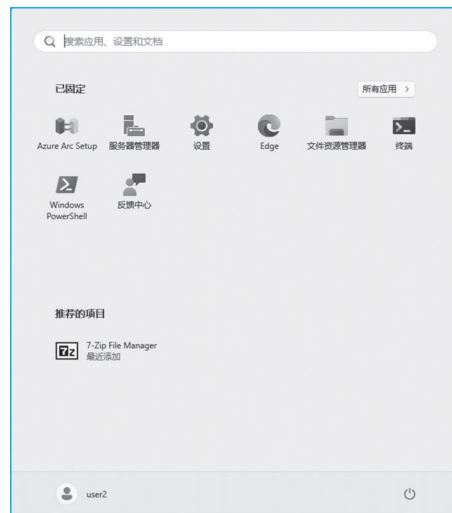 搜索应用、设置和文档
已固定
所有应用 >
Azure Arc Setup
服务器管理器
设置
Edge
文件资源管理器
终端
Windows
PowerShell
反馈中心
推荐的项目
7-Zip File Manager
最近添加
user2